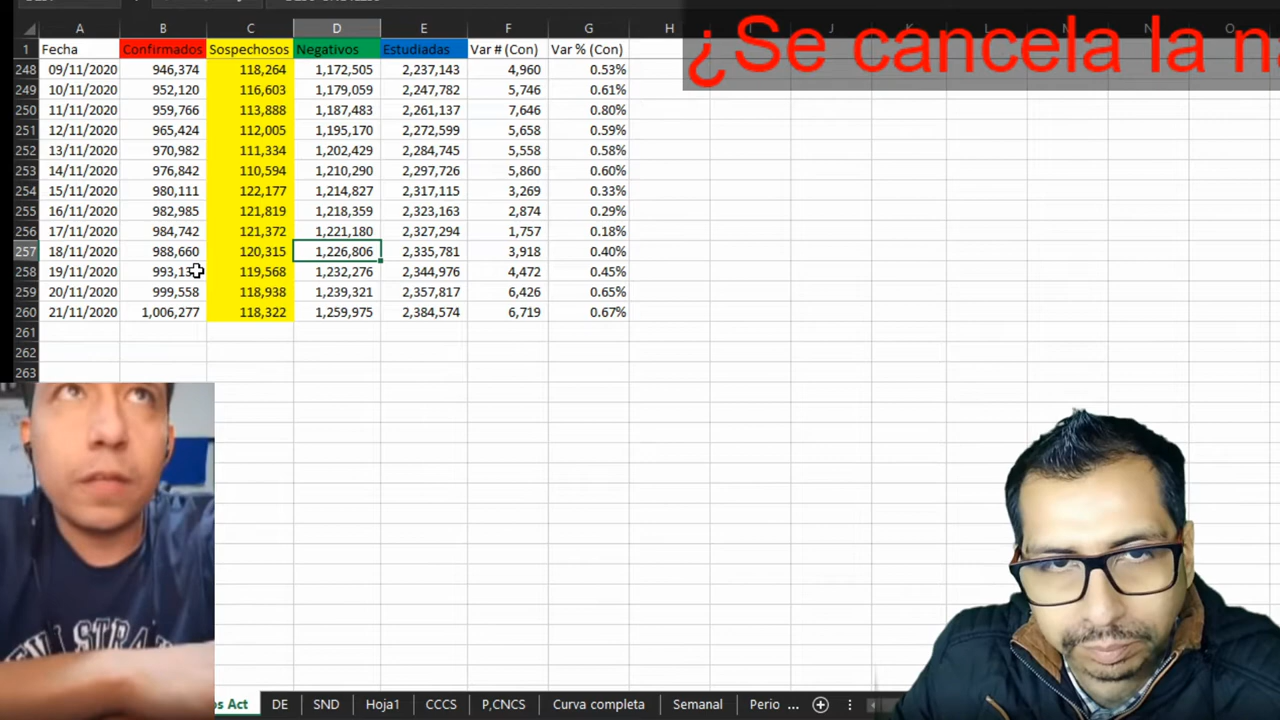 ¿Se cancela la na
A B C D E F G H
1 Fecha Confirmados Sospechosos Negativos Estudiadas Var # (Con) Var % (Con)
248 09/11/2020 946,374 118,264 1,172,505 2,237,143 4,960 0.53%
249 10/11/2020 952,120 116,603 1,179,059 2,247,782 5,746 0.61%
250 11/11/2020 959,766 113,888 1,187,483 2,261,137 7,646 0.80%
251 12/11/2020 965,424 112,005 1,195,170 2,272,599 5,658 0.59%
252 13/11/2020 970,982 111,334 1,202,429 2,284,745 5,558 0.58%
253 14/11/2020 976,842 110,594 1,210,290 2,297,726 5,860 0.60%
254 15/11/2020 980,111 122,177 1,214,827 2,317,115 3,269 0.33%
255 16/11/2020 982,985 121,819 1,218,359 2,323,163 2,874 0.29%
256 17/11/2020 984,742 121,372 1,221,180 2,327,294 1,757 0.18%
257 18/11/2020 988,660 120,315 1,226,806 2,335,781 3,918 0.40%
258 19/11/2020 119,568 1,232,276 2,344,976 4,472 0.45%
259 20/11/2020 999,558 118,938 1,239,321 2,357,817 6,426 0.65%
260 21/11/2020 1,006,277 118,322 1,259,975 2,384,574 6,719 0.67%
261
262
263
os Act DE SND Hoja1 CCCS P,CNCS Curva completa Semanal Perio ...